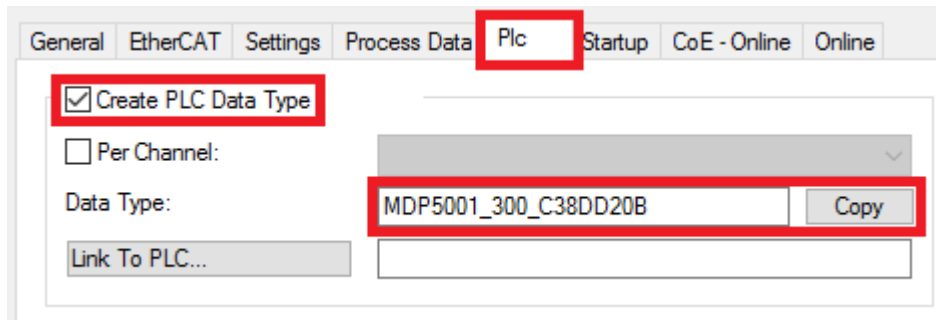 General EtherCAT Settings Process Data Plc Startup CoE - Online Online
Create PLC Data Type
Per Channel:
Data Type: MDP5001_300_C38DD20B Copy
Link To PLC...